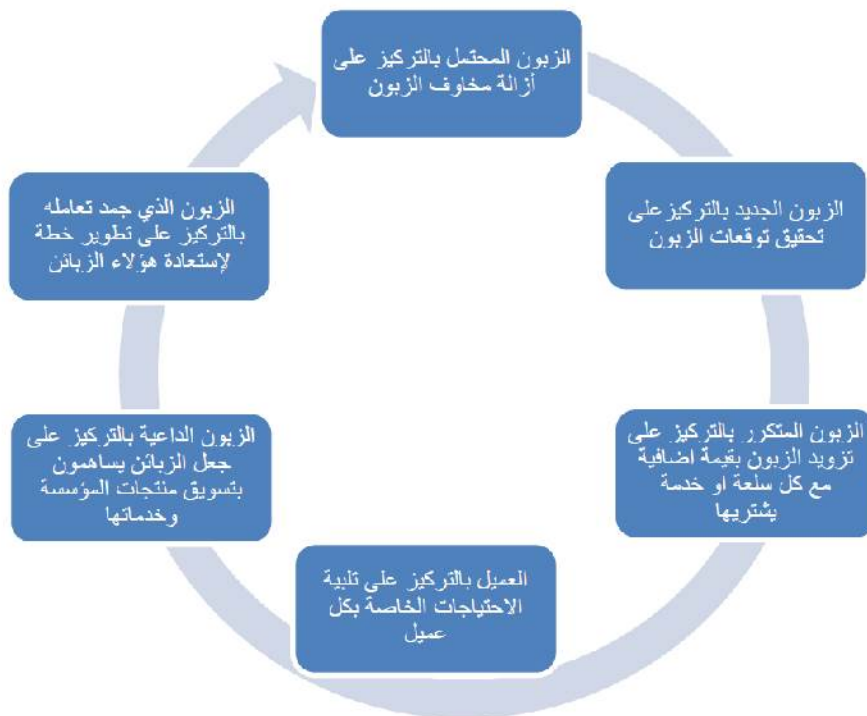 الزبون المحتمل بالتركيز على
أزالة مخاوف الزبون
الزبون الجديد بالتركيزعلى
تحقيق توقعات الزبون
الزبون المتكرر بالتركيز على
تزويد الزبون بقيمة اضافية
مع كل سلعة او خدمة
يشتريها
العميل بالتركيز على تلبية
الاحتياجات الخاصة بكل
عميل
الزبون الداعية بالتركيز على
جعل الزبائن يساهمون
بتسويق منتجات المؤسسة
وخدماتها
الزبون الذي جمد تعامله
بالتركيز على تطوير خطة
لإستعادة هؤلاء الزبائن